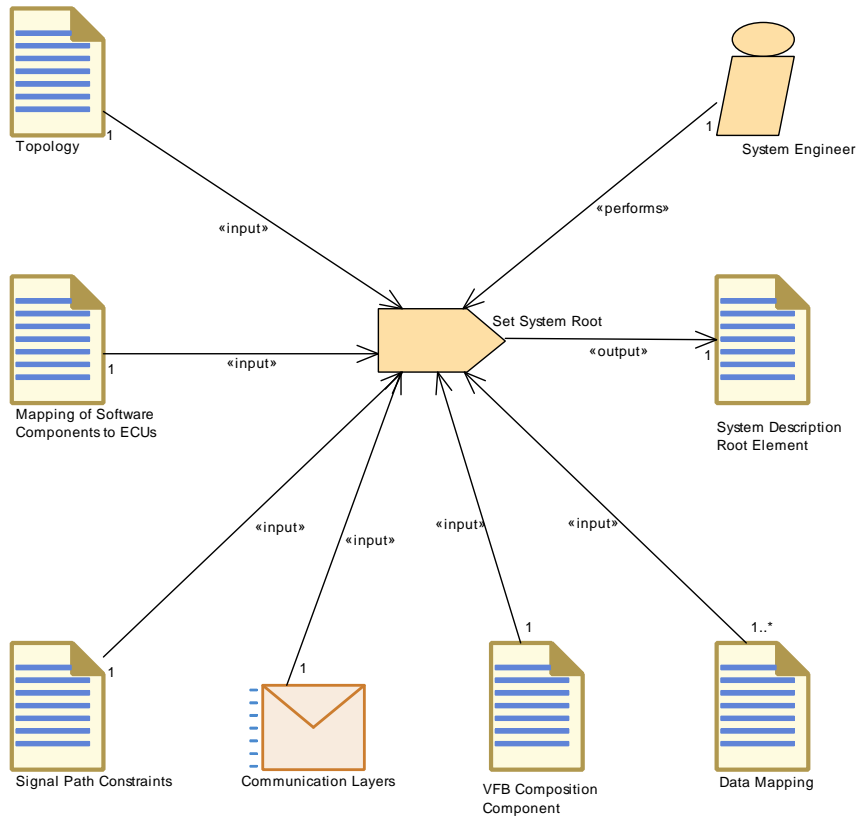 1
Topology
1
System Engineer
«performs»
«input»
Set System Root
«output»
1
1
«input»
Mapping of Software
Components to ECUs
System Description
Root Element
«input»
«input»
«input»
«input»
1
1..*
1
1
Signal Path Constraints
Communication Layers
VFB Composition
Component
Data Mapping